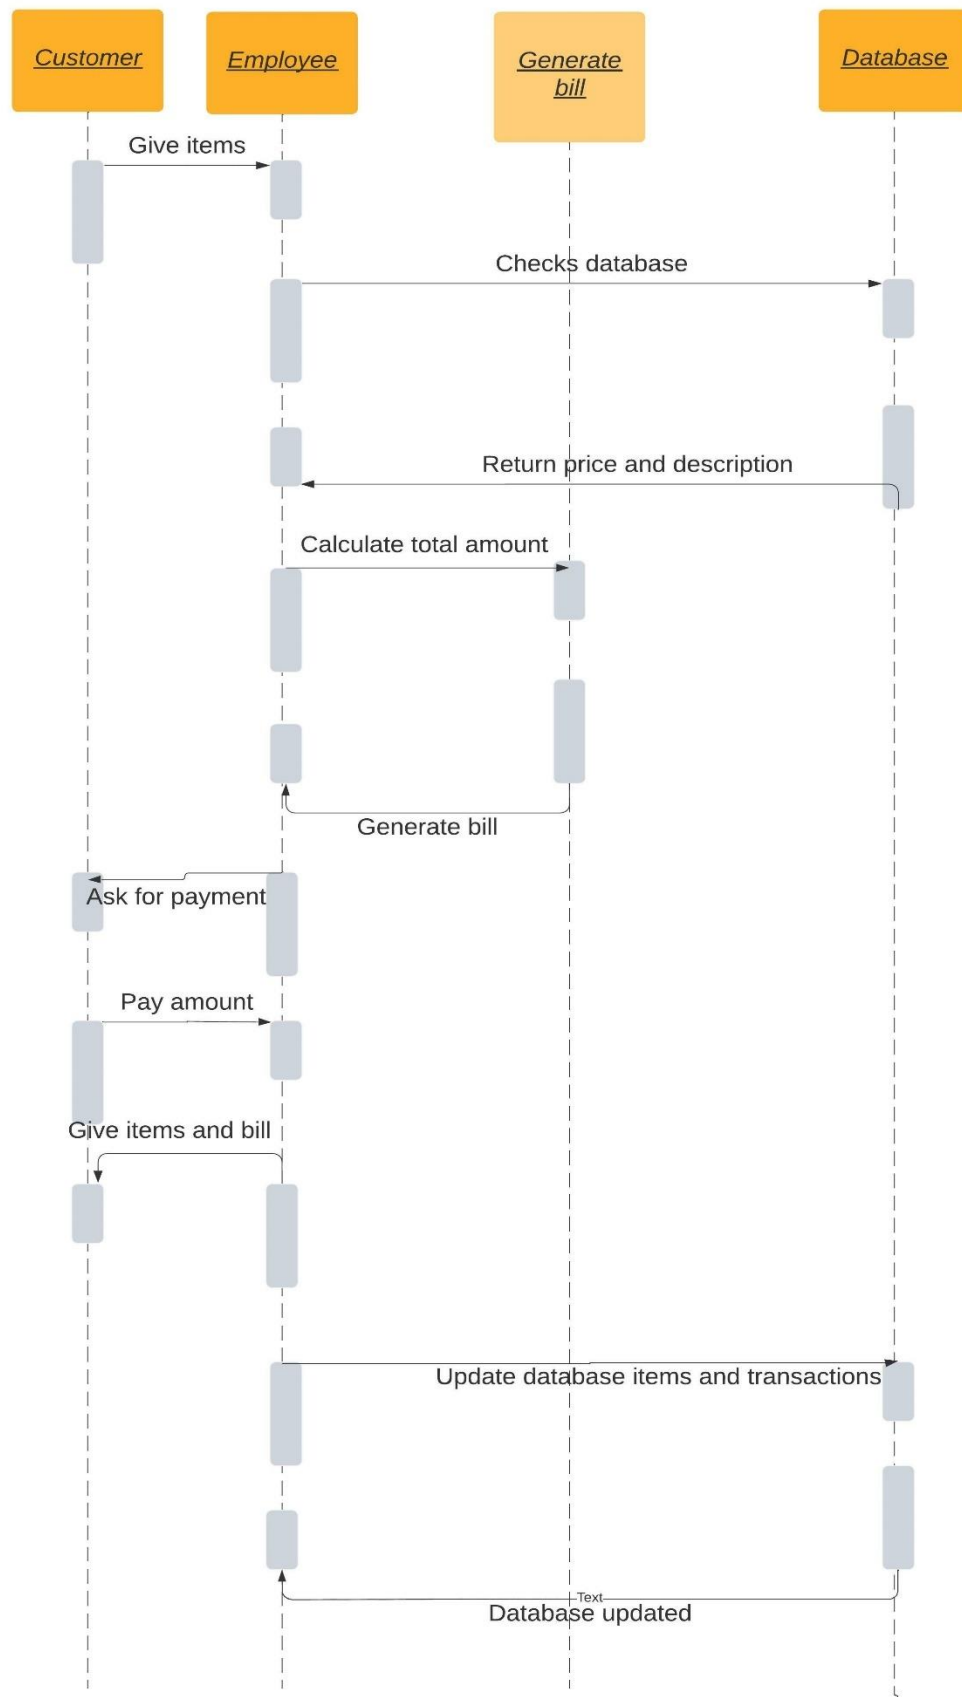 Customer
Employee
Generate
bill
Database
Give items
Checks database
Return price and description
Calculate total amount
Generate bill
Ask for payment
Pay amount
Give items and bill
Update database items and transactions
Text
Database updated